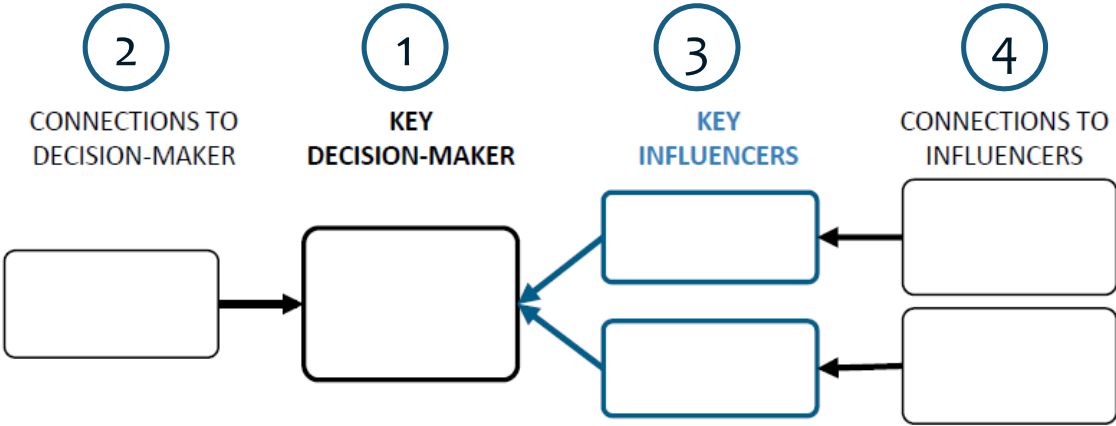 2
1
3
4
CONNECTIONS TO
DECISION-MAKER
KEY
DECISION-MAKER
KEY
INFLUENCERS
CONNECTIONS TO
INFLUENCERS